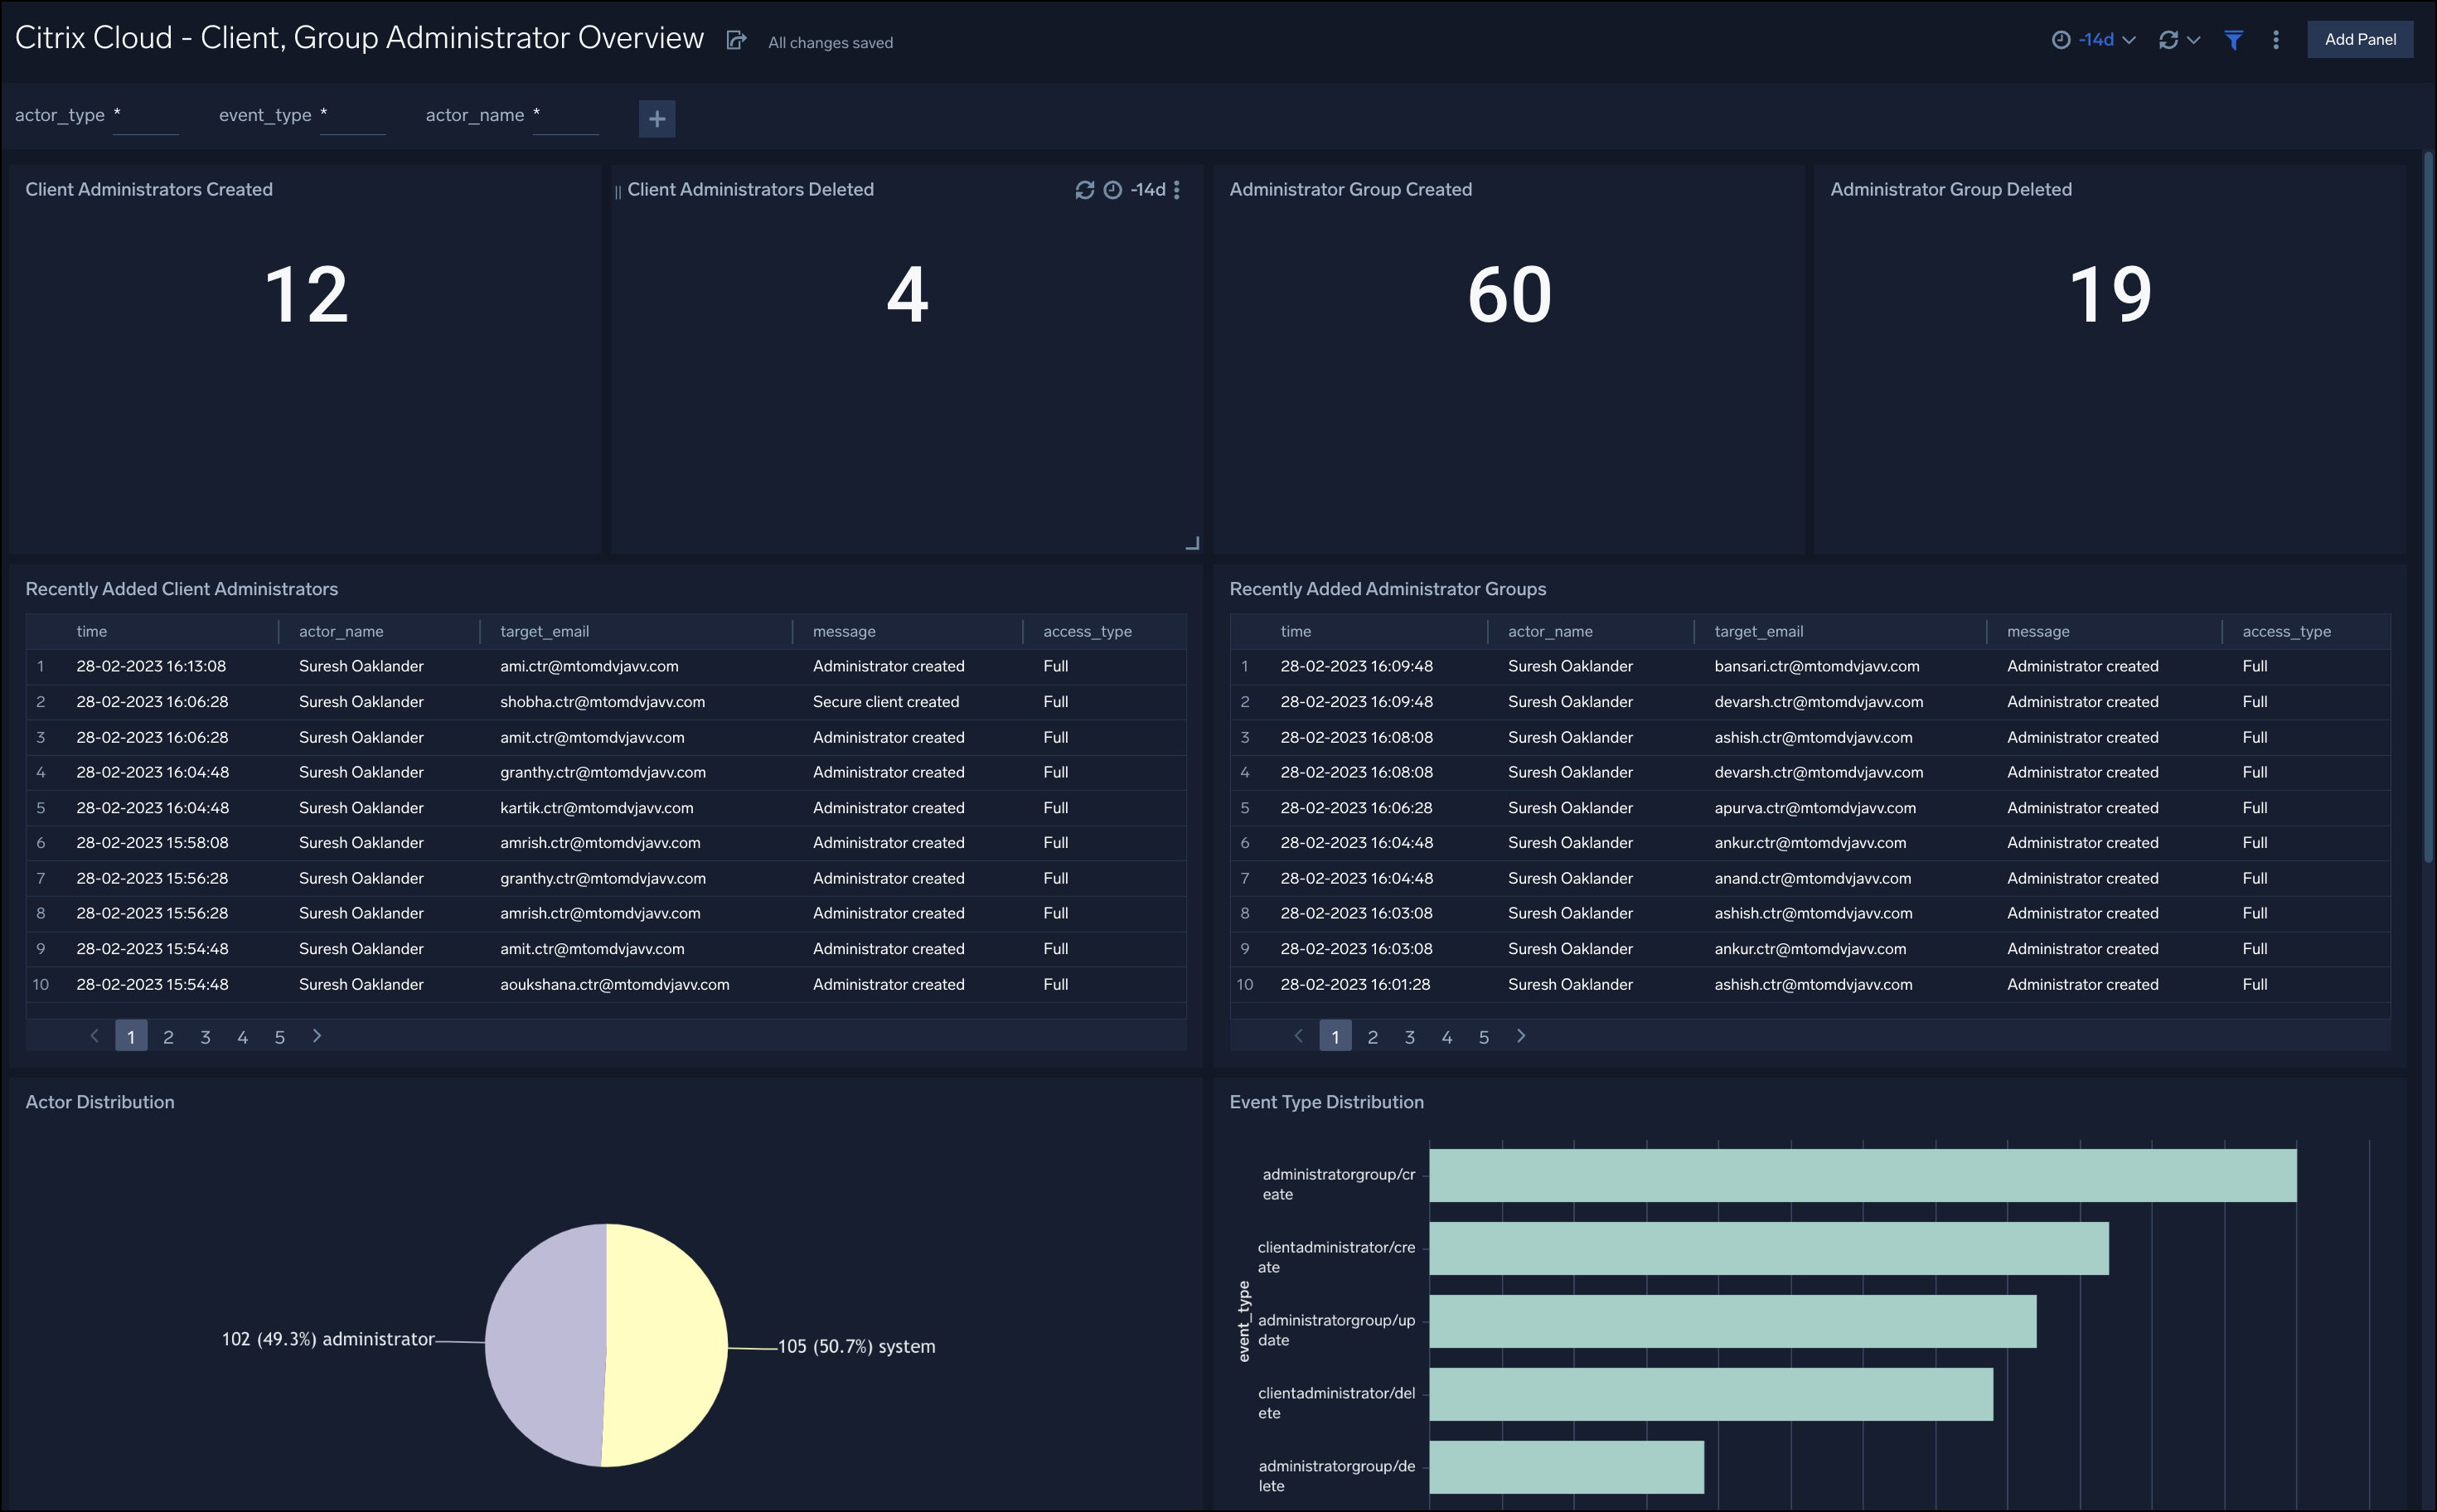 Citrix Cloud - Client, Group Administrator Overview All changes saved -14d Add Panel
actor_type * event_type * actor_name * +
Client Administrators Created
12
Client Administrators Deleted -14d
4
Administrator Group Created
60
Administrator Group Deleted
19
Recently Added Client Administrators
time actor_name target_email message access_type
1 28-02-2023 16:13:08 Suresh Oaklander ami.ctr@mtomdvjavv.com Administrator created Full
2 28-02-2023 16:06:28 Suresh Oaklander shobha.ctr@mtomdvjavv.com Secure client created Full
3 28-02-2023 16:06:28 Suresh Oaklander amit.ctr@mtomdvjavv.com Administrator created Full
4 28-02-2023 16:04:48 Suresh Oaklander granthy.ctr@mtomdvjavv.com Administrator created Full
5 28-02-2023 16:04:48 Suresh Oaklander kartik.ctr@mtomdvjavv.com Administrator created Full
6 28-02-2023 15:58:08 Suresh Oaklander amrish.ctr@mtomdvjavv.com Administrator created Full
7 28-02-2023 15:56:28 Suresh Oaklander granthy.ctr@mtomdvjavv.com Administrator created Full
8 28-02-2023 15:56:28 Suresh Oaklander amrish.ctr@mtomdvjavv.com Administrator created Full
9 28-02-2023 15:54:48 Suresh Oaklander amit.ctr@mtomdvjavv.com Administrator created Full
10 28-02-2023 15:54:48 Suresh Oaklander aoukshana.ctr@mtomdvjavv.com Administrator created Full
1 2 3 4 5
Recently Added Administrator Groups
time actor_name target_email message access_type
1 28-02-2023 16:09:48 Suresh Oaklander bansari.ctr@mtomdvjavv.com Administrator created Full
2 28-02-2023 16:09:48 Suresh Oaklander devarsh.ctr@mtomdvjavv.com Administrator created Full
3 28-02-2023 16:08:08 Suresh Oaklander ashish.ctr@mtomdvjavv.com Administrator created Full
4 28-02-2023 16:08:08 Suresh Oaklander devarsh.ctr@mtomdvjavv.com Administrator created Full
5 28-02-2023 16:06:28 Suresh Oaklander apurva.ctr@mtomdvjavv.com Administrator created Full
6 28-02-2023 16:04:48 Suresh Oaklander ankur.ctr@mtomdvjavv.com Administrator created Full
7 28-02-2023 16:04:48 Suresh Oaklander anand.ctr@mtomdvjavv.com Administrator created Full
8 28-02-2023 16:03:08 Suresh Oaklander ashish.ctr@mtomdvjavv.com Administrator created Full
9 28-02-2023 16:03:08 Suresh Oaklander ankur.ctr@mtomdvjavv.com Administrator created Full
10 28-02-2023 16:01:28 Suresh Oaklander ashish.ctr@mtomdvjavv.com Administrator created Full
1 2 3 4 5
Actor Distribution
102 (49.3%) administrator
105 (50.7%) system
Event Type Distribution
event_type
administratorgroup/cr
eate
clientadministrator/cre
ate
administratorgroup/up
date
clientadministrator/del
ete
administratorgroup/de
lete